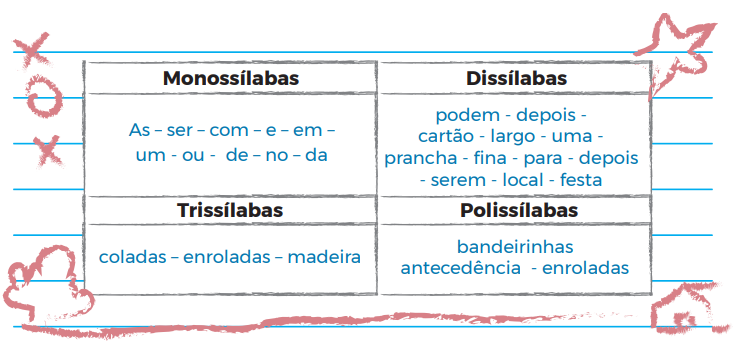 Monossílabas
As – ser – com – e – em –
um - ou - de – no – da
Dissílabas
podem - depois -
cartão - largo - uma -
prancha - fina - para - depois
- serem - local - festa
Trissílabas
coladas – enroladas – madeira
Polissílabas
bandeirinhas
antecedência - enroladas